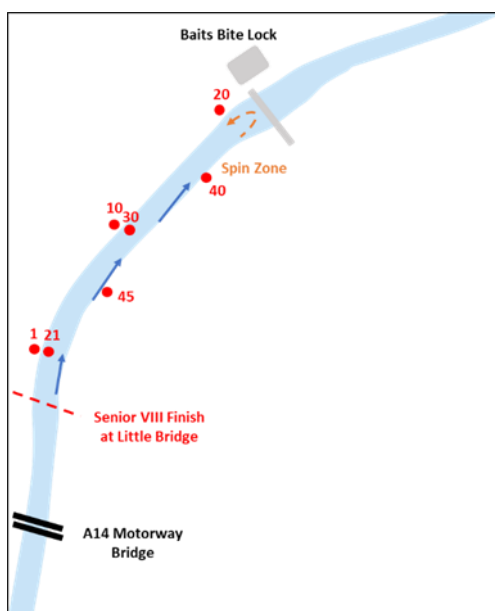 Baits Bite Lock
20
Spin Zone
40
10
30
45
1
21
Senior VIII Finish
at Little Bridge
A14 Motorway
Bridge